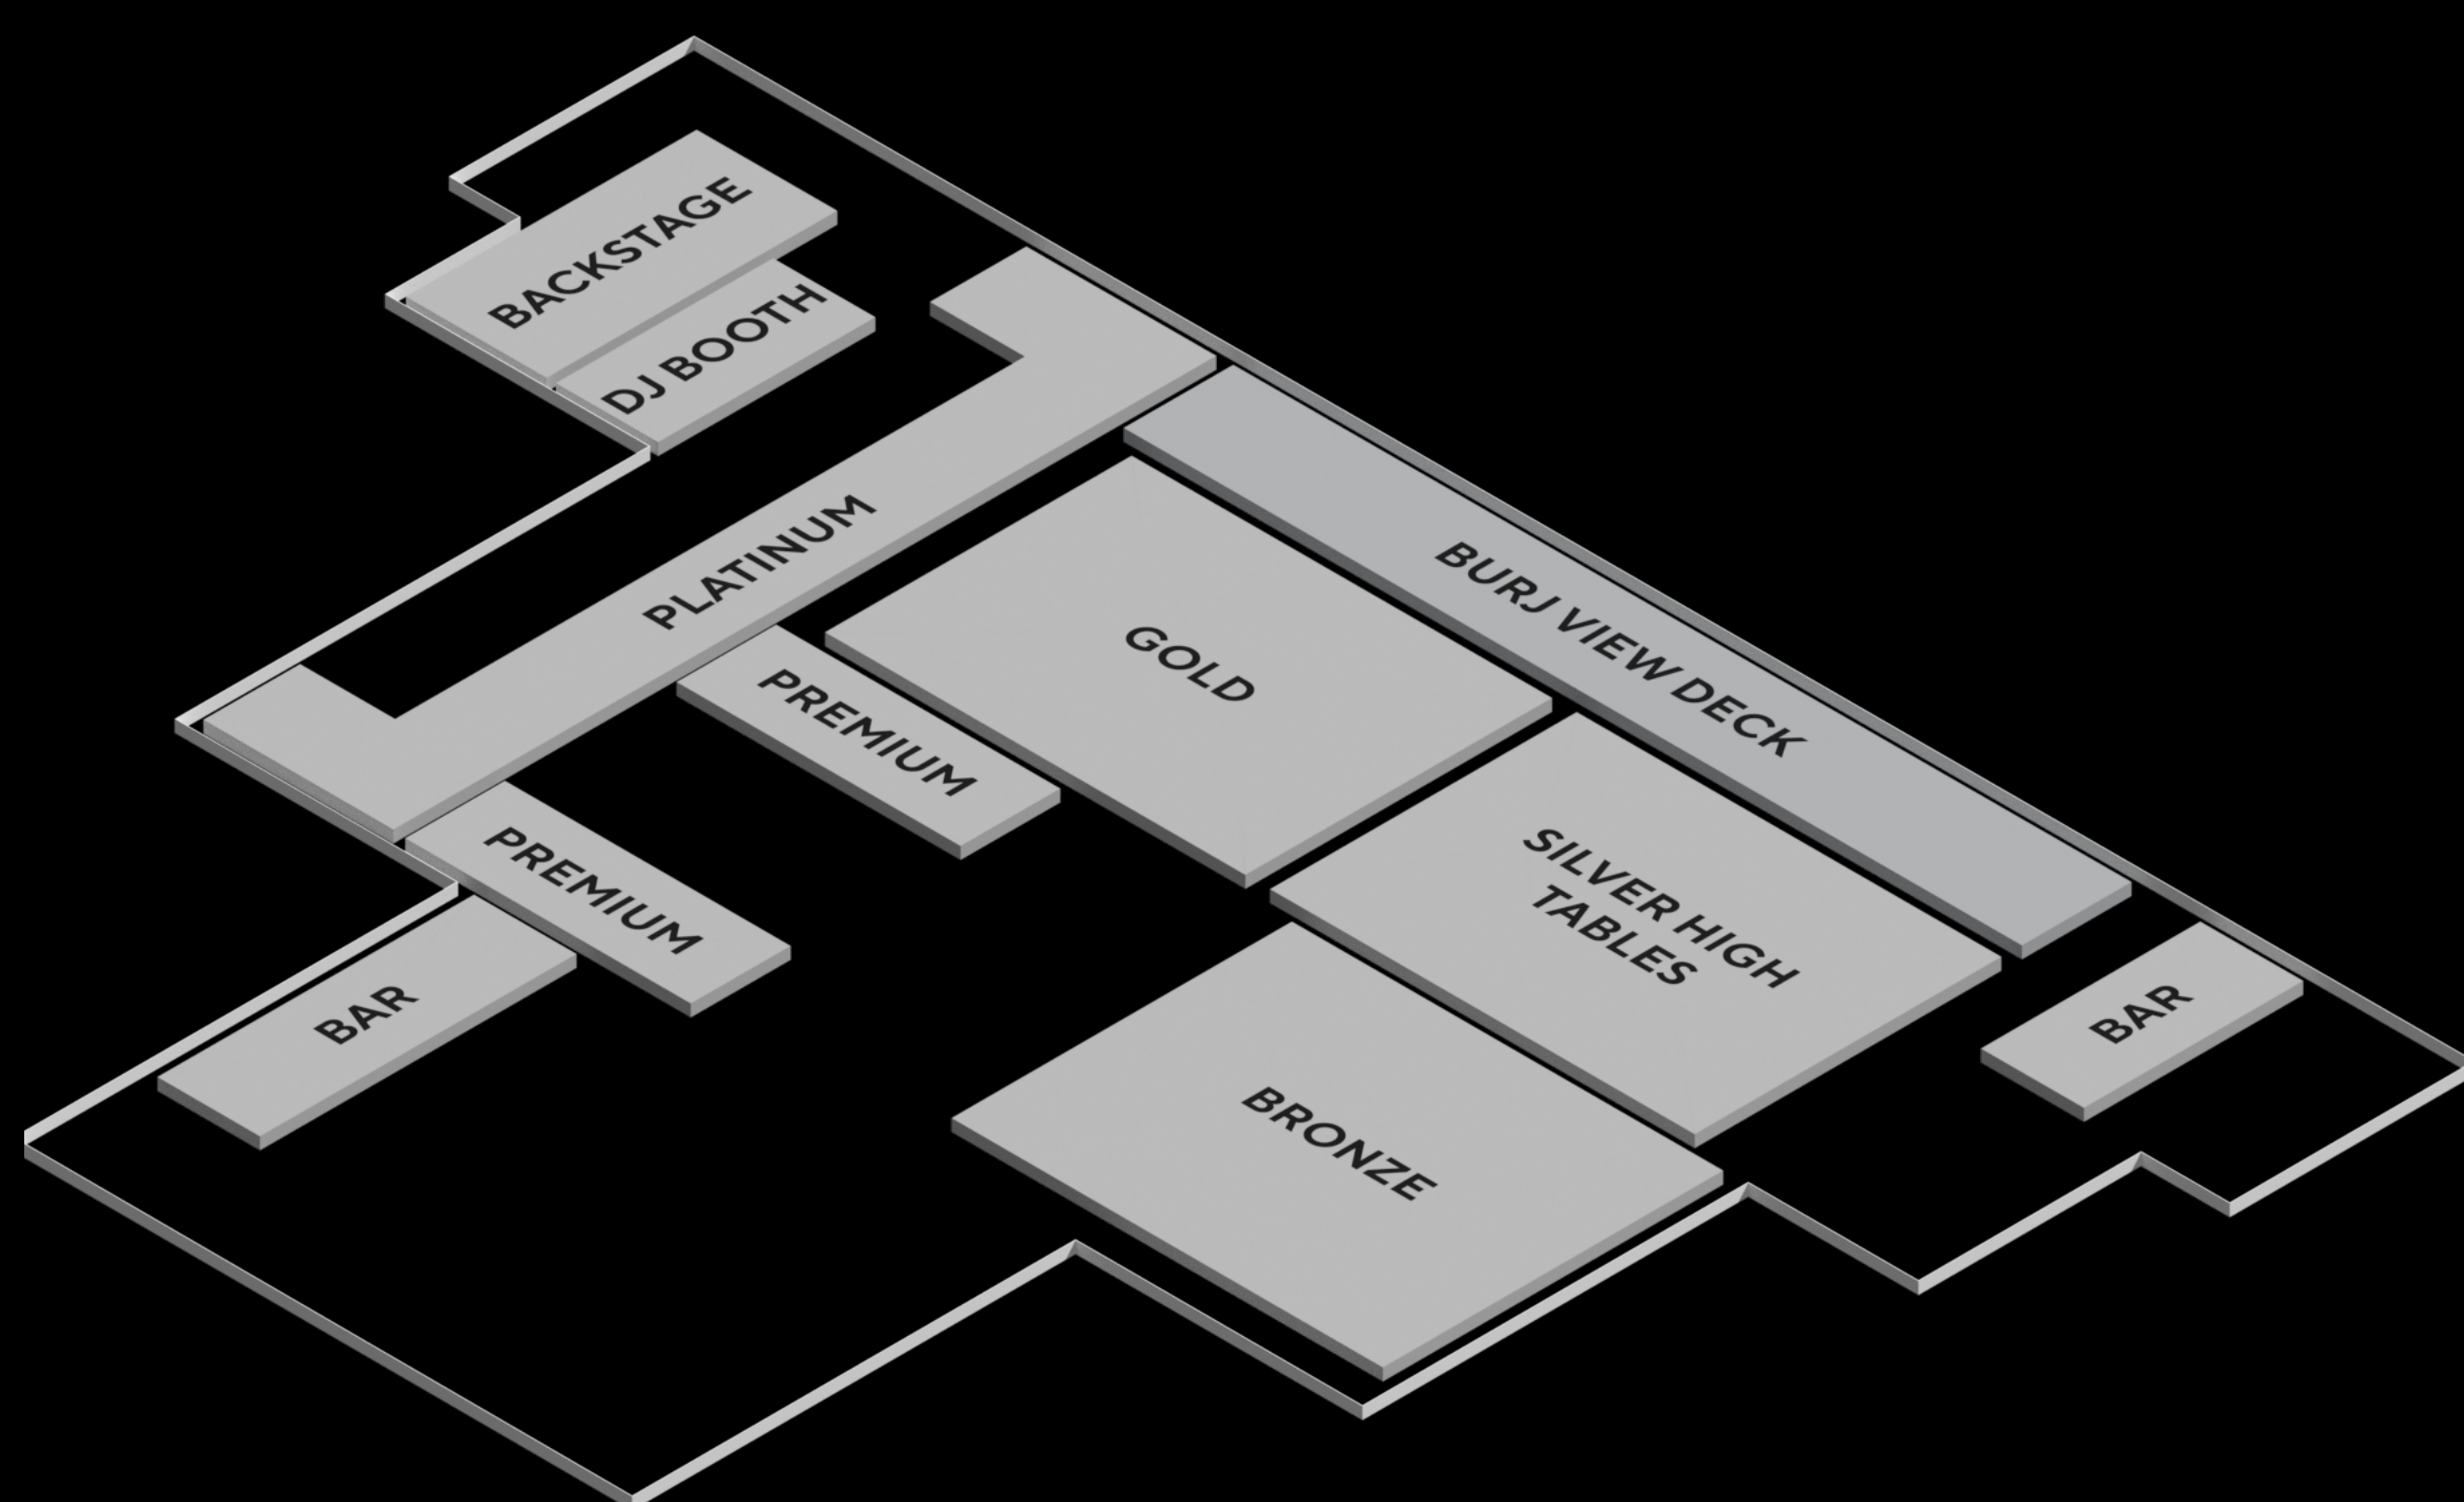 BACKSTAGE
DJ BOOTH
PLATINUM
BURJ VIEW DECK
GOLD
PREMIUM
PREMIUM
SILVER HIGH
TABLES
BAR
BAR
BRONZE